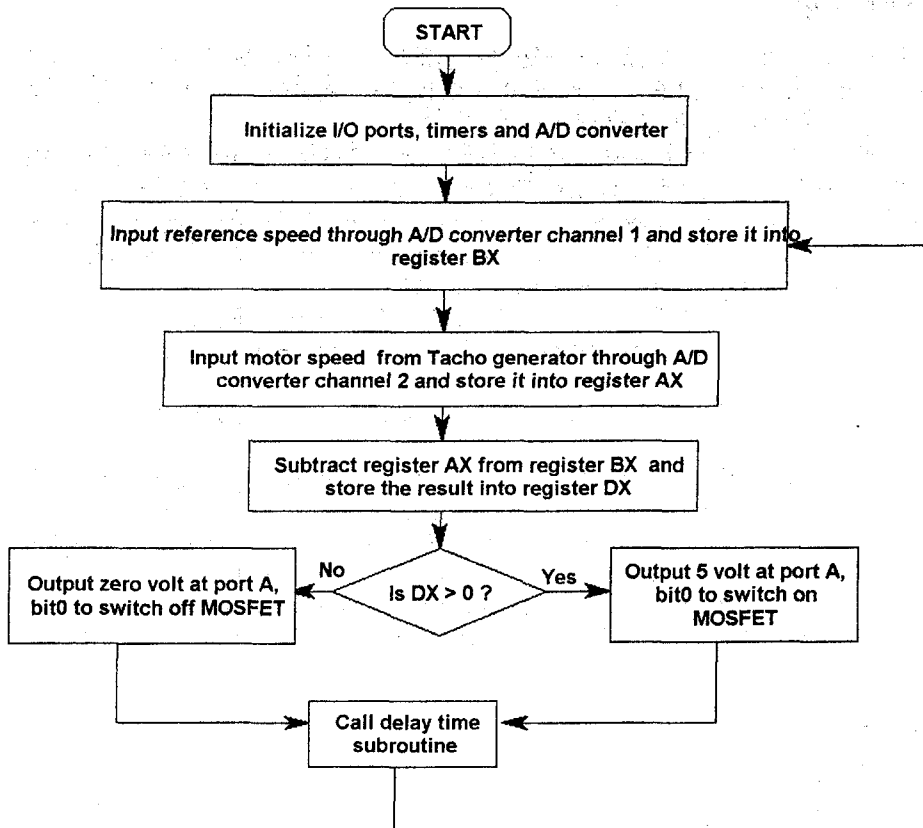 START
Initialize I/O ports, timers and A/D converter
Input reference speed through A/D converter channel 1 and store it into
register BX
Input motor speed from Tacho generator through A/D
converter channel 2 and store it into register AX
Subtract register AX from register BX and
store the result into register DX
Is DX > 0 ?
No
Yes
Output zero volt at port A,
bit0 to switch off MOSFET
Output 5 volt at port A,
bit0 to switch on
MOSFET
Call delay time
subroutine